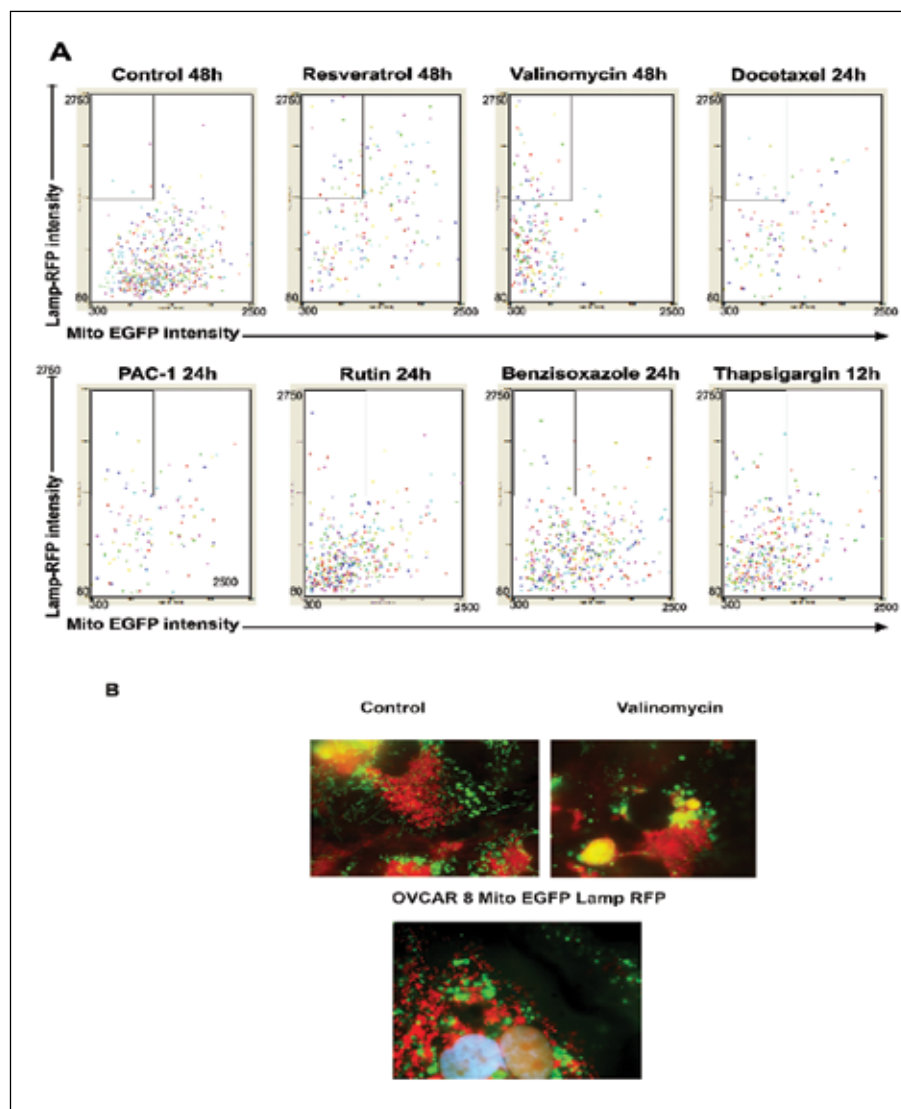 A
Control 48h Resveratrol 48h Valinomycin 48h Docetaxel 24h
Lamp-RFP intensity
2750 2750 2750 2750
80 80 80 80
300 2500 300 2500 300 2500 300 2500
Mito EGFP Intensity
PAC-1 24h Rutin 24h Benzisoxazole 24h Thapsigargin 12h
Lamp-RFP intensity
2750 2750 2750 2750
2500
80 80 80 80
300 300 2500 300 2500 300 2500
Mito EGFP intensity
B
Control Valinomycin
OVCAR 8 Mito EGFP Lamp RFP